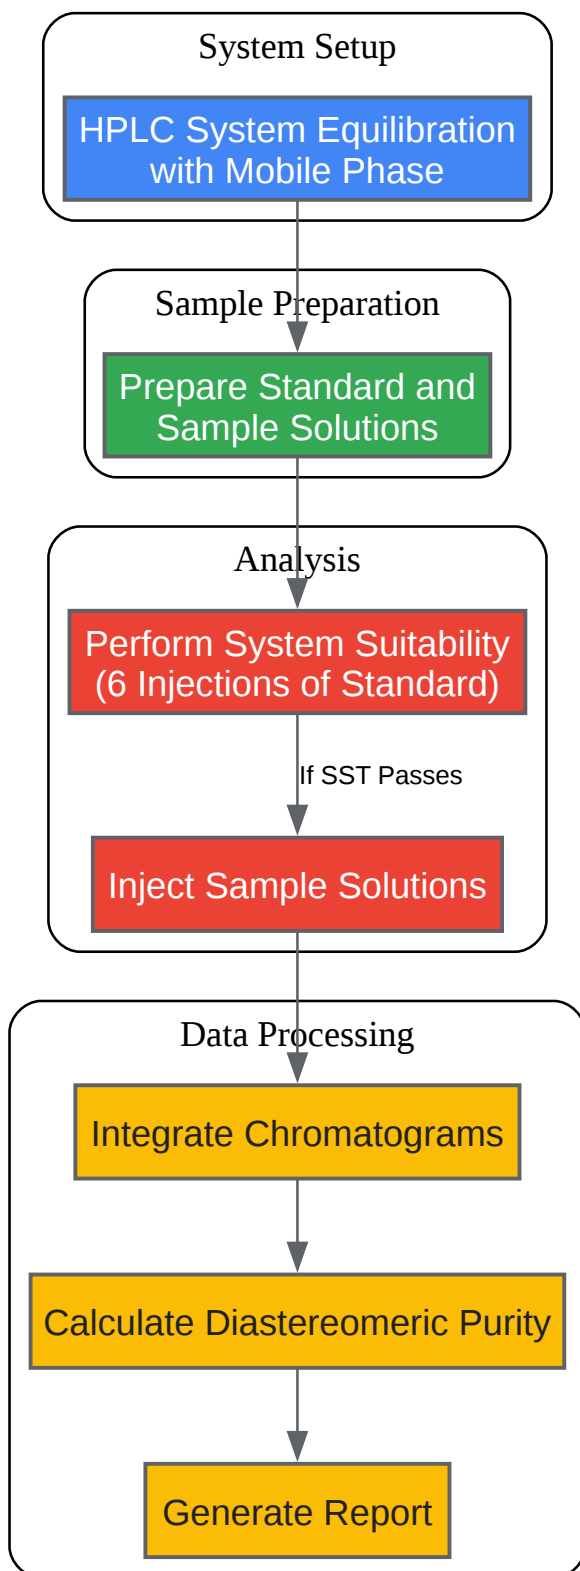 System Setup
HPLC System Equilibration
with Mobile Phase
Sample Preparation
Prepare Standard and
Sample Solutions
Analysis
Perform System Suitability
(6 Injections of Standard)
If SST Passes
Inject Sample Solutions
Data Processing
Integrate Chromatograms
Calculate Diastereomeric Purity
Generate Report